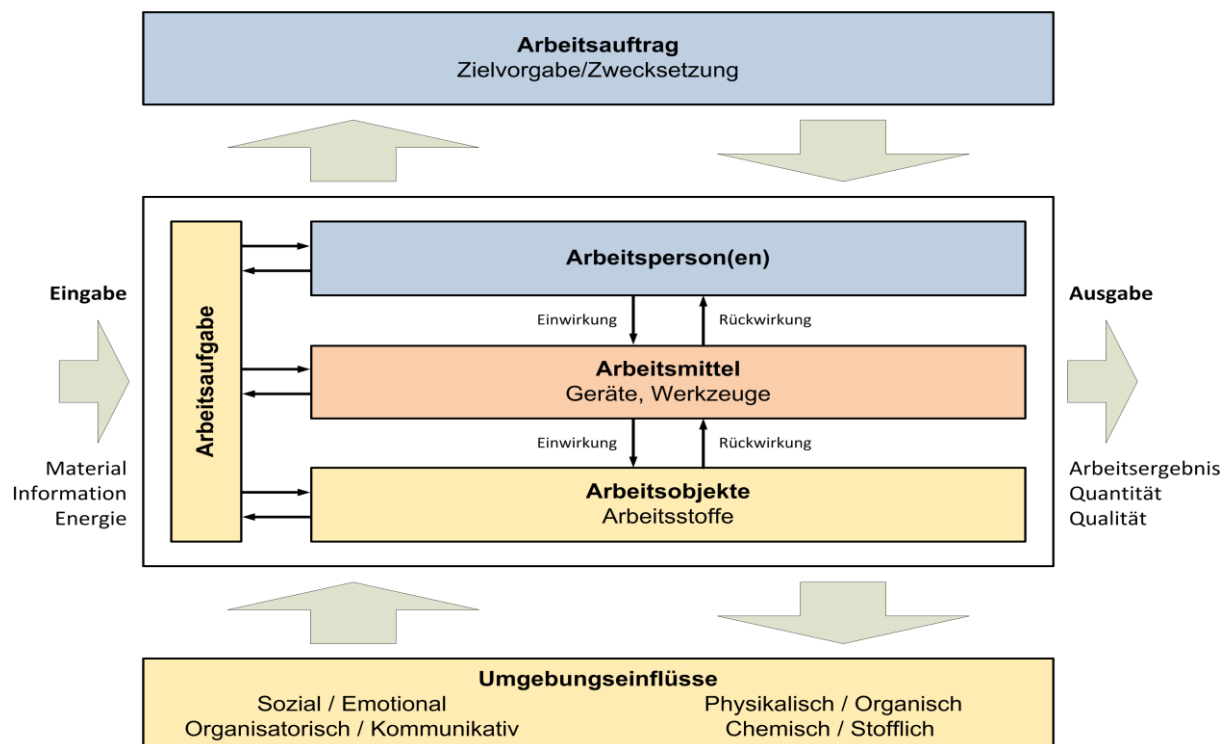 Arbeitsauftrag
Zielvorgabe/Zwecksetzung
Eingabe
Material
Information
Energie
Arbeitsaufgabe
Arbeitsperson(en)
Einwirkung
Rückwirkung
Arbeitsmittel
Geräte, Werkzeuge
Einwirkung
Rückwirkung
Arbeitsobjekte
Arbeitsstoffe
Ausgabe
Arbeitsergebnis
Quantität
Qualität
Umgebungseinflüsse
Sozial / Emotional
Organisatorisch / Kommunikativ
Physikalisch / Organisch
Chemisch / Stofflich